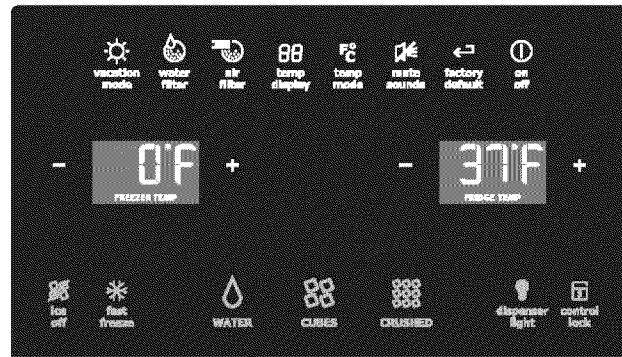 88 F°C
vacation water air temp temp mute factory on
mode filter filter display mode sounds default off
- 0°F + - 37°F +
FREEZER TEMP FRIDGE TEMP
ice fast WATER CUBES CRUSHED dispenser control
off freeze light lock